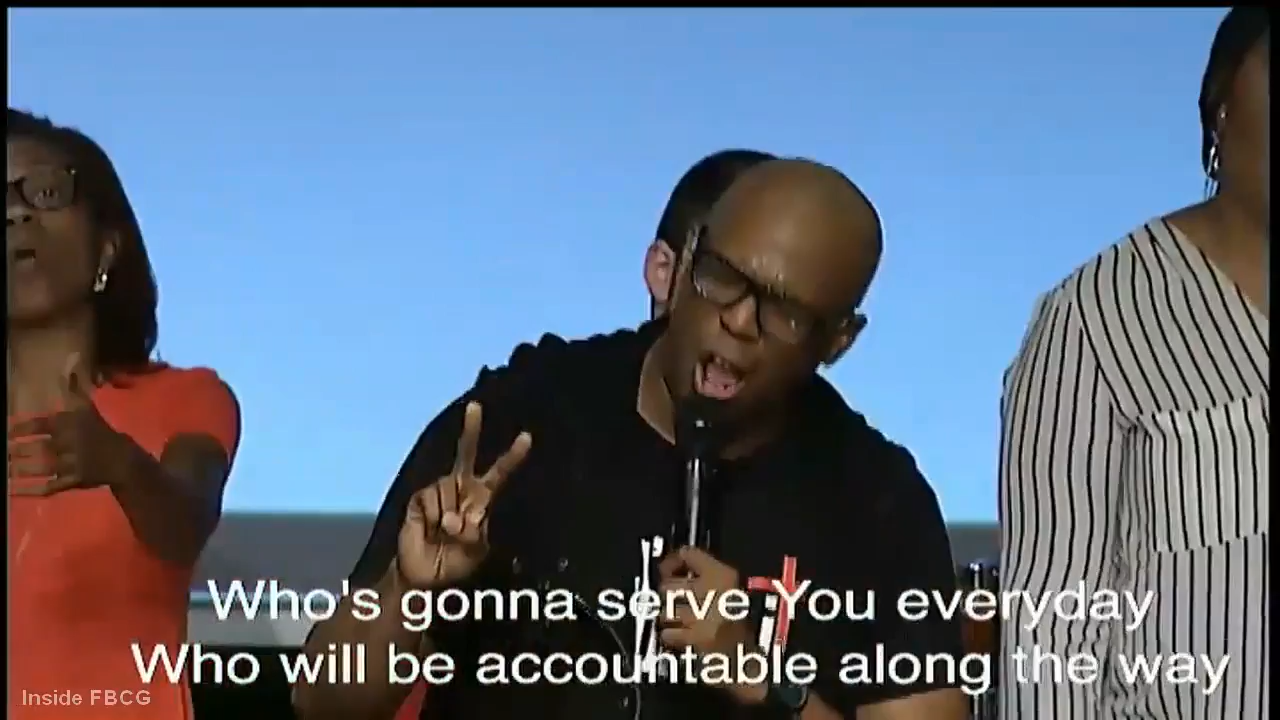 Who's gonna serve You everyday
Who will be accountable along the way
Inside FBCG